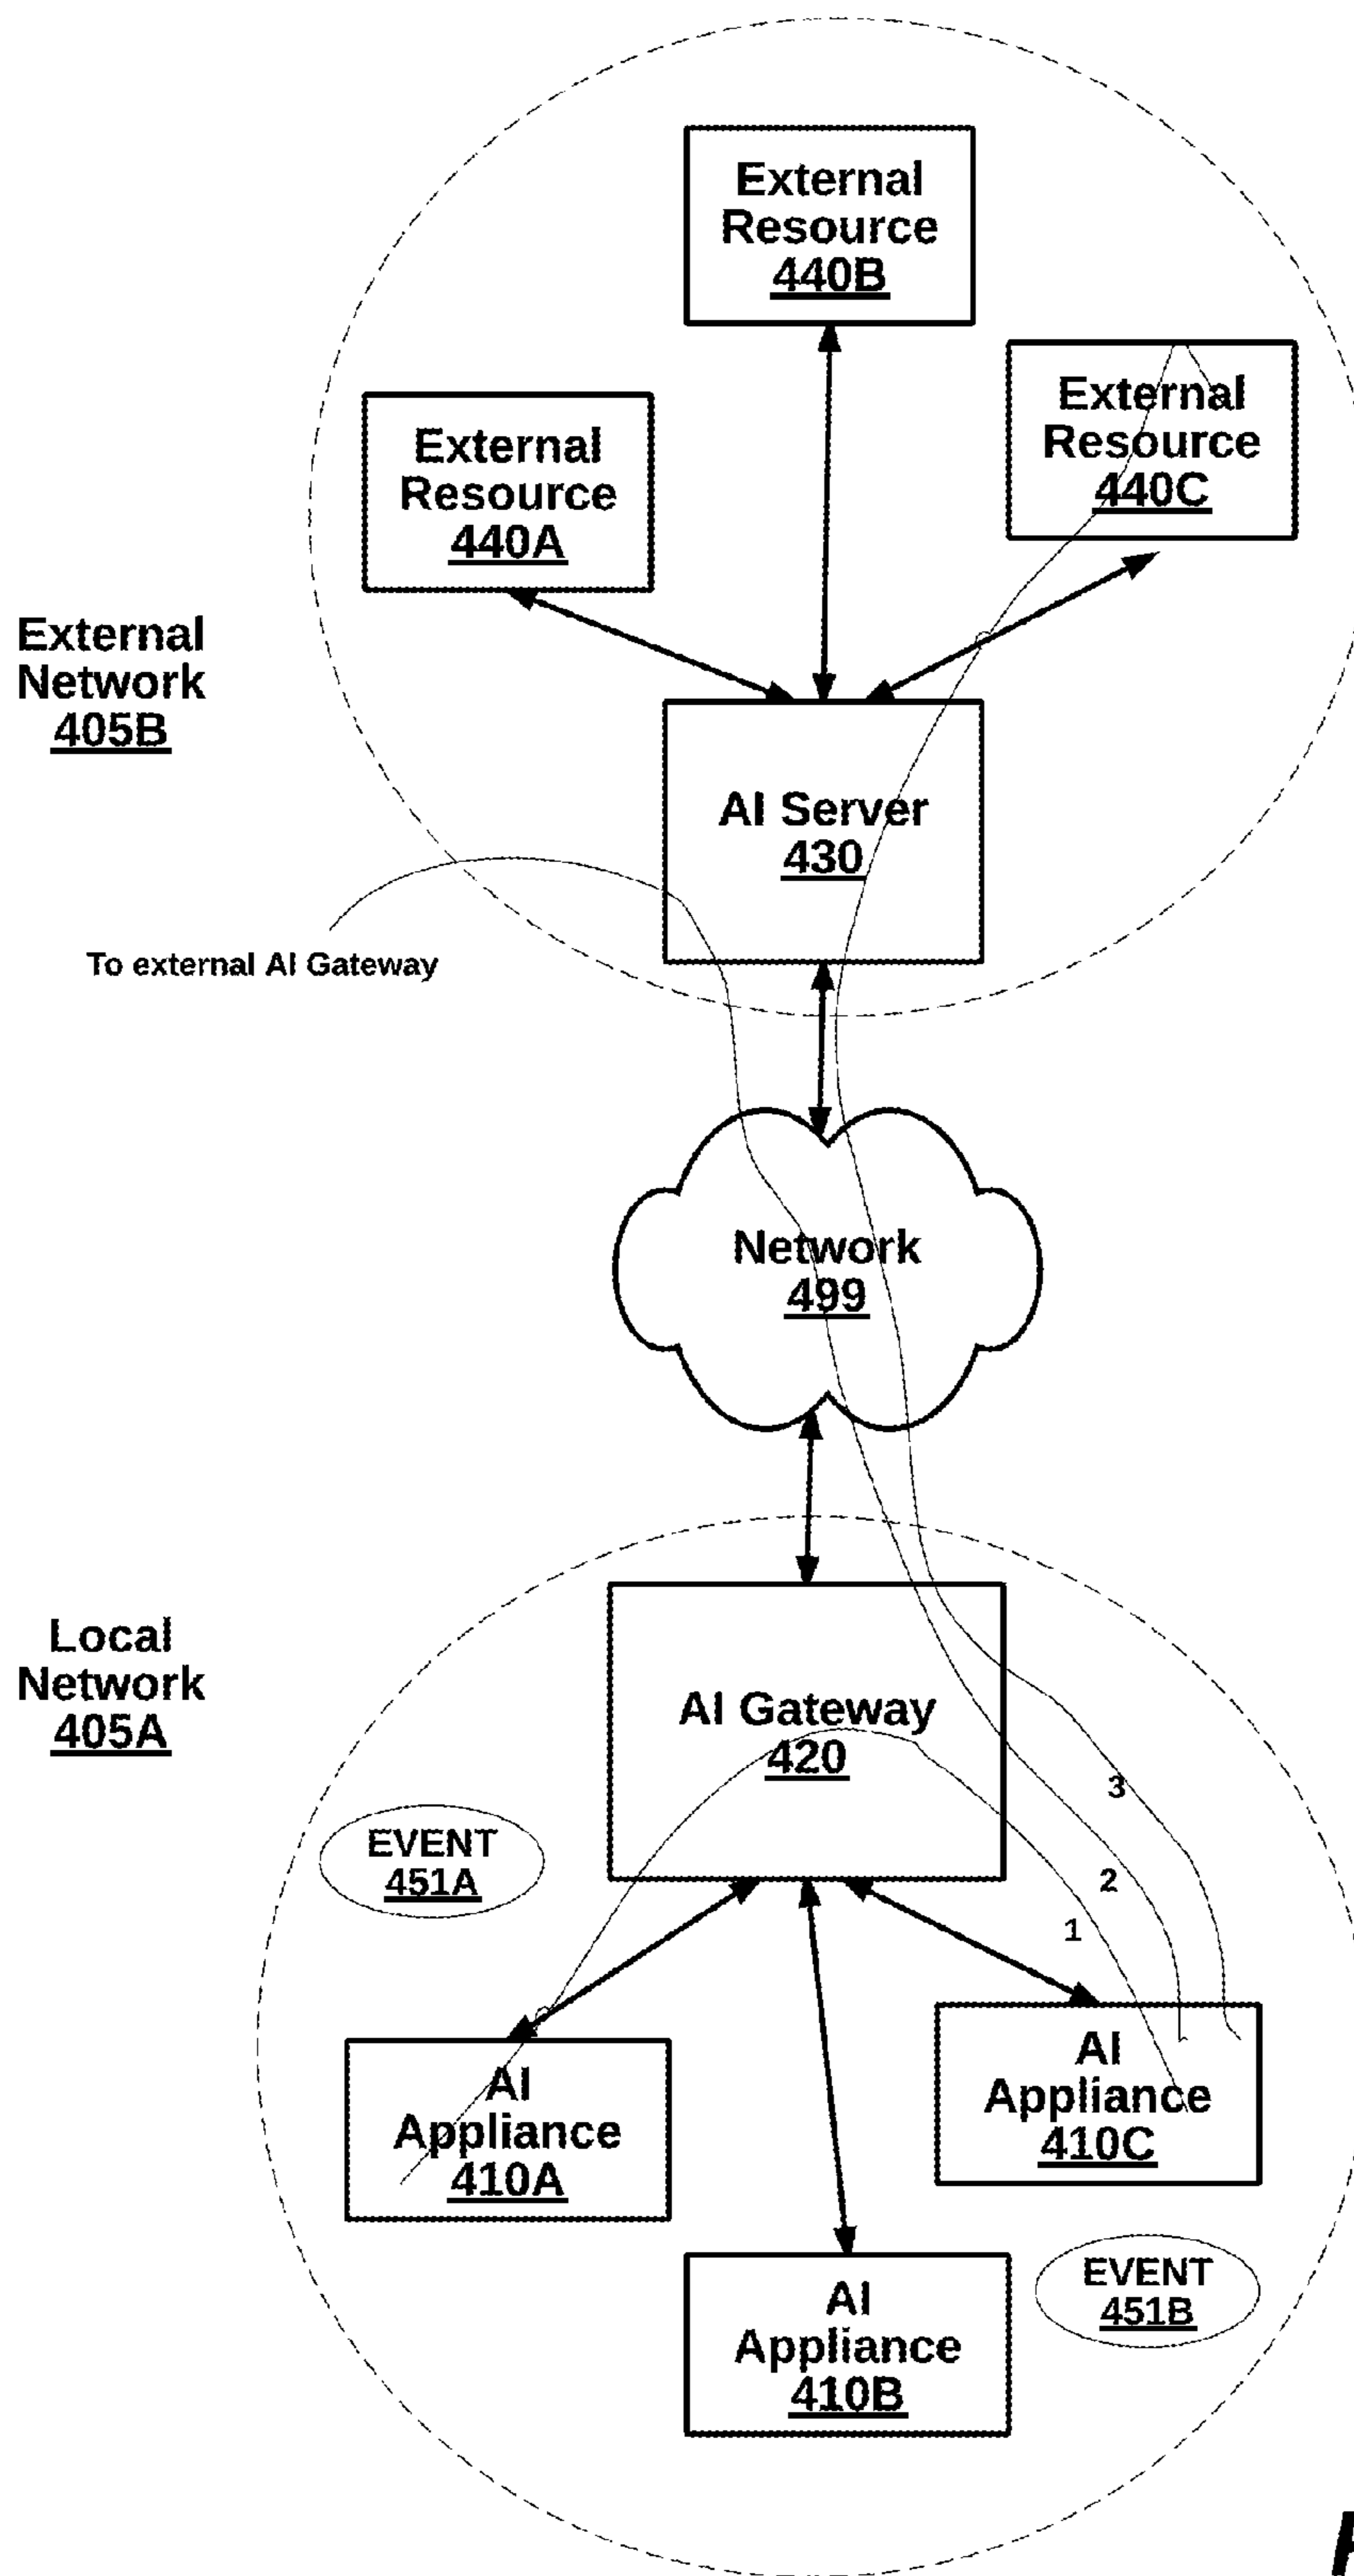 External
Resource
440B
External
Resource
440A
External
Resource
440C
External
Network
405B
AI Server
430
To external AI Gateway
Network
499
Local
Network
405A
AI Gateway
420
3
EVENT
451A
2
1
AI
Appliance
410A
AI
Appliance
410C
AI
Appliance
410B
EVENT
451B